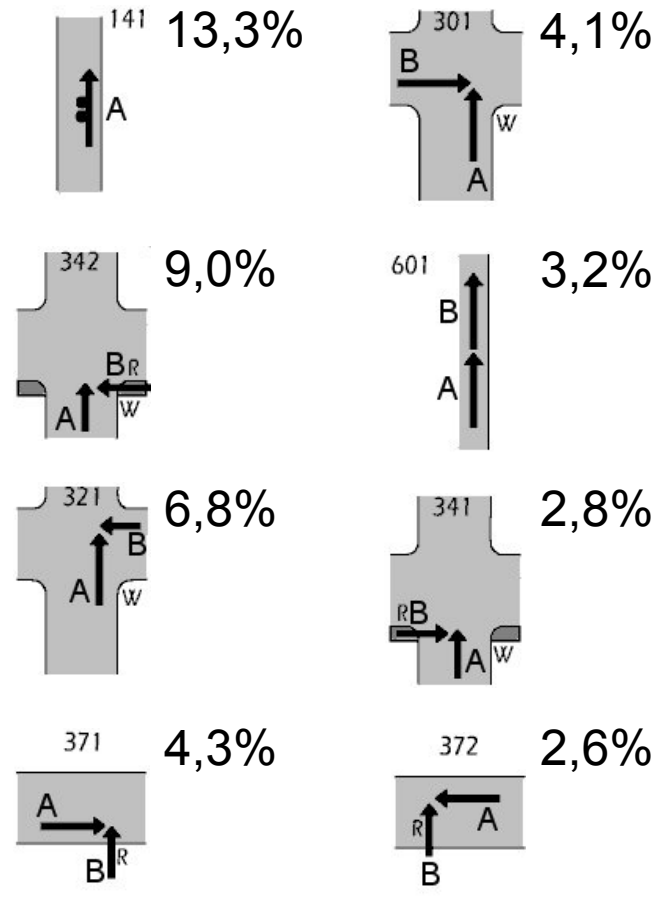 141 13,3%
A
301 4,1%
B
W
A
342 9,0%
B R
A W
601 3,2%
B
A
321 6,8%
B
A W
341 2,8%
R B
A W
371 4,3%
A
B R
372 2,6%
R A
B